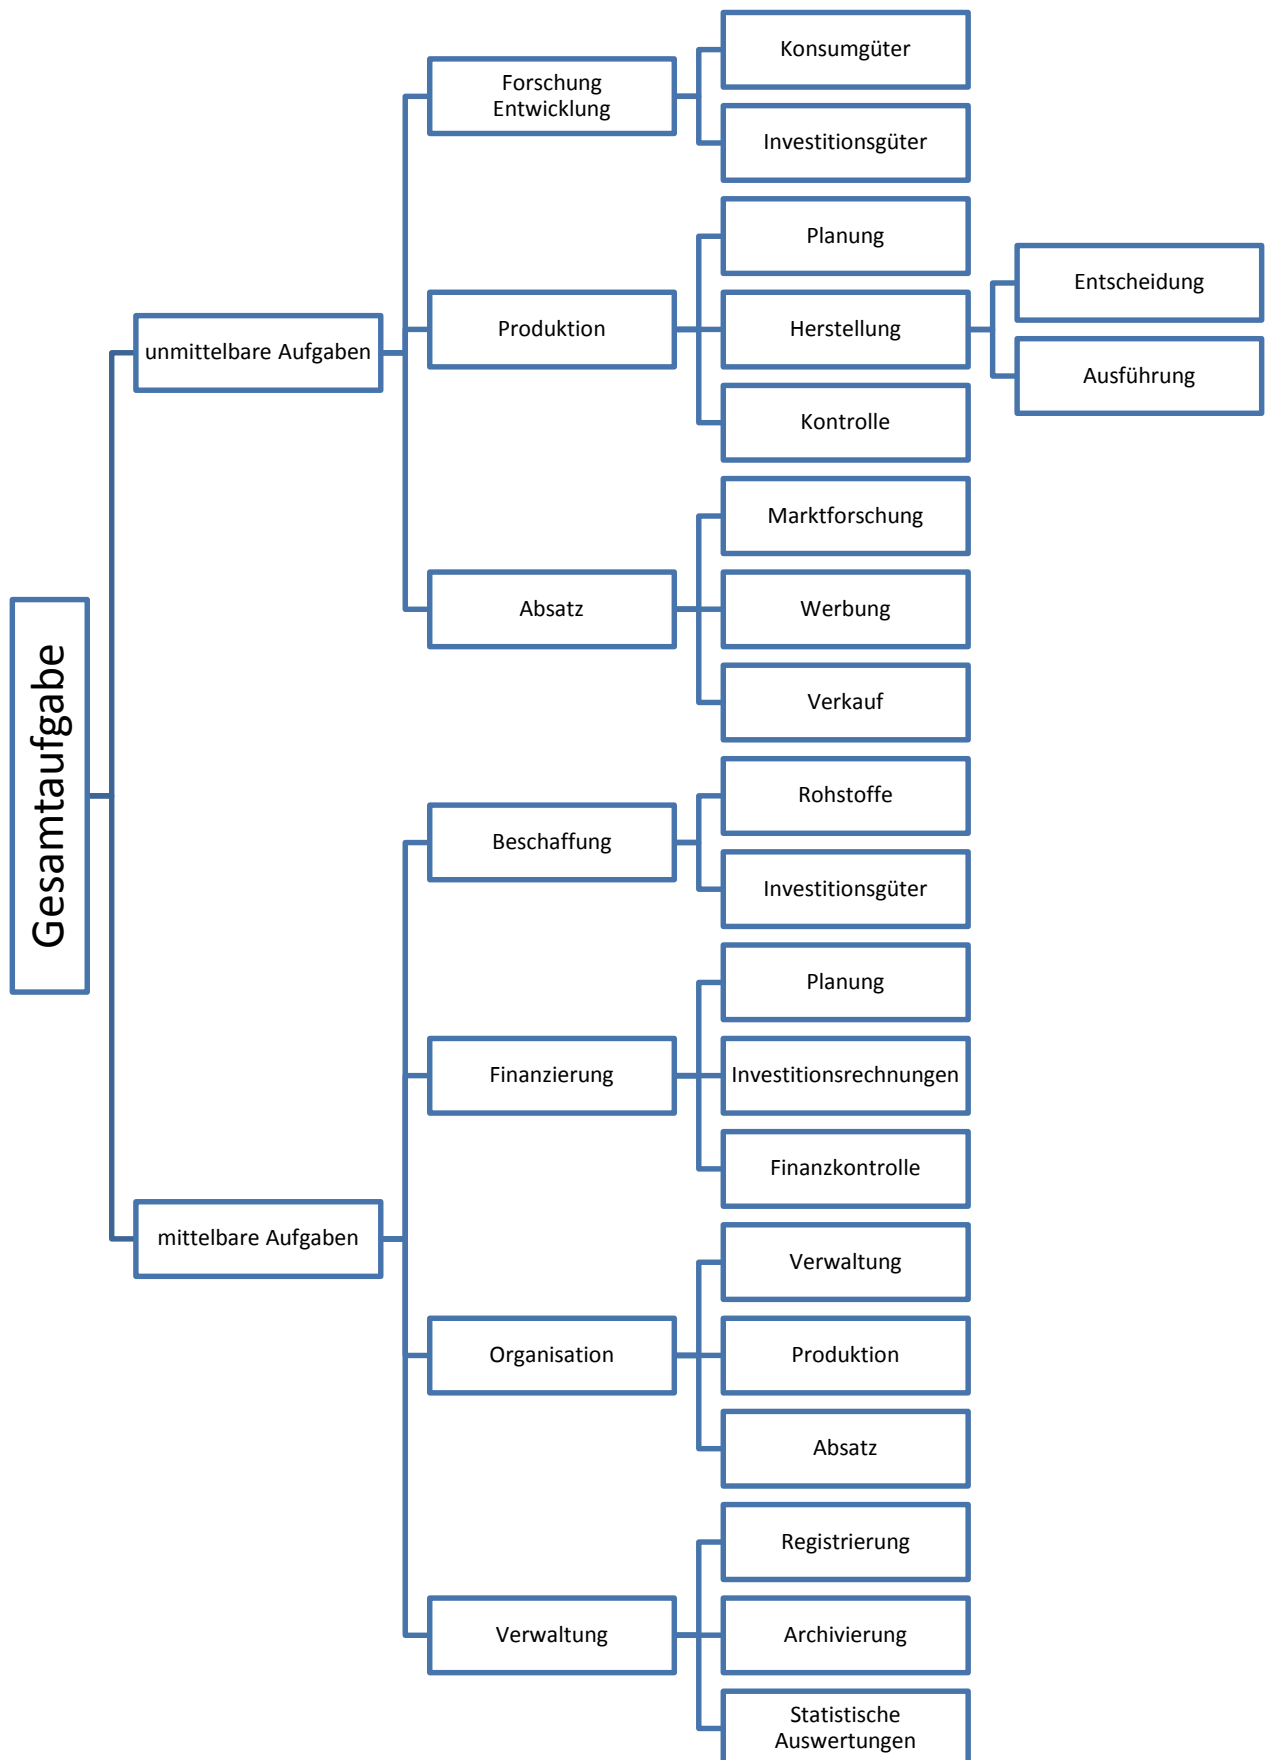 Gesamtaufgabe
unmittelbare Aufgaben
Forschung
Entwicklung
Konsumgüter
Investitionsgüter
Produktion
Planung
Herstellung
Entscheidung
Ausführung
Kontrolle
Absatz
Marktforschung
Werbung
Verkauf
mittelbare Aufgaben
Beschaffung
Rohstoffe
Investitionsgüter
Finanzierung
Planung
Investitionsrechnungen
Finanzkontrolle
Organisation
Verwaltung
Produktion
Absatz
Verwaltung
Registrierung
Archivierung
Statistische
Auswertungen